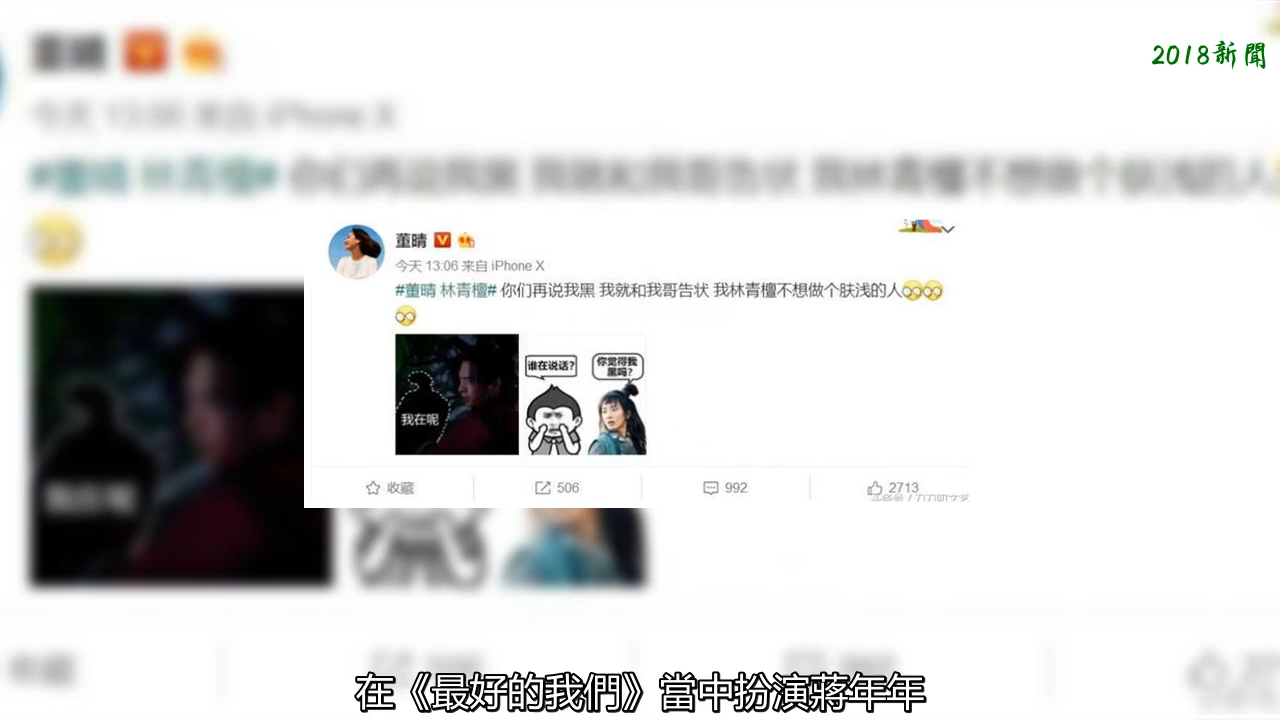 2018新聞
董晴
今天 13:06 来自 iPhone X
#董晴 林青檀# 你们再说我黑 我就和我哥告状 我林青檀不想做个肤浅的人
我在呢
谁在说话?
你觉得我
黑吗?
收藏
506
992
2713
在《最好的我們》當中扮演蔣年年